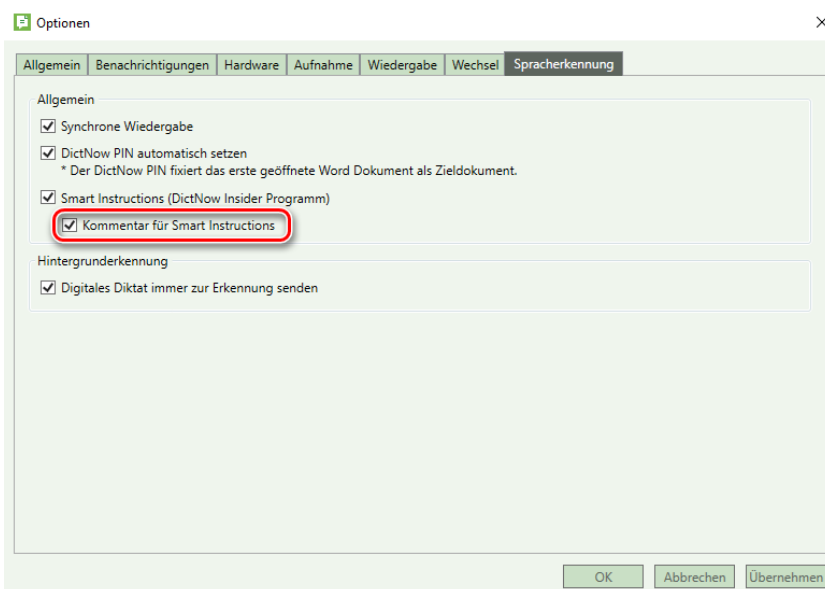 Optionen
Allgemein Benachrichtigungen Hardware Aufnahme Wiedergabe Wechsel Spracherkennung
Allgemein
Synchrone Wiedergabe
DictNow PIN automatisch setzen
* Der DictNow PIN fixiert das erste geöffnete Word Dokument als Zieldokument.
Smart Instructions (DictNow Insider Programm)
Kommentar für Smart Instructions
Hintergrunderkennung
Digitales Diktat immer zur Erkennung senden
OK Abbrechen Übernehmen